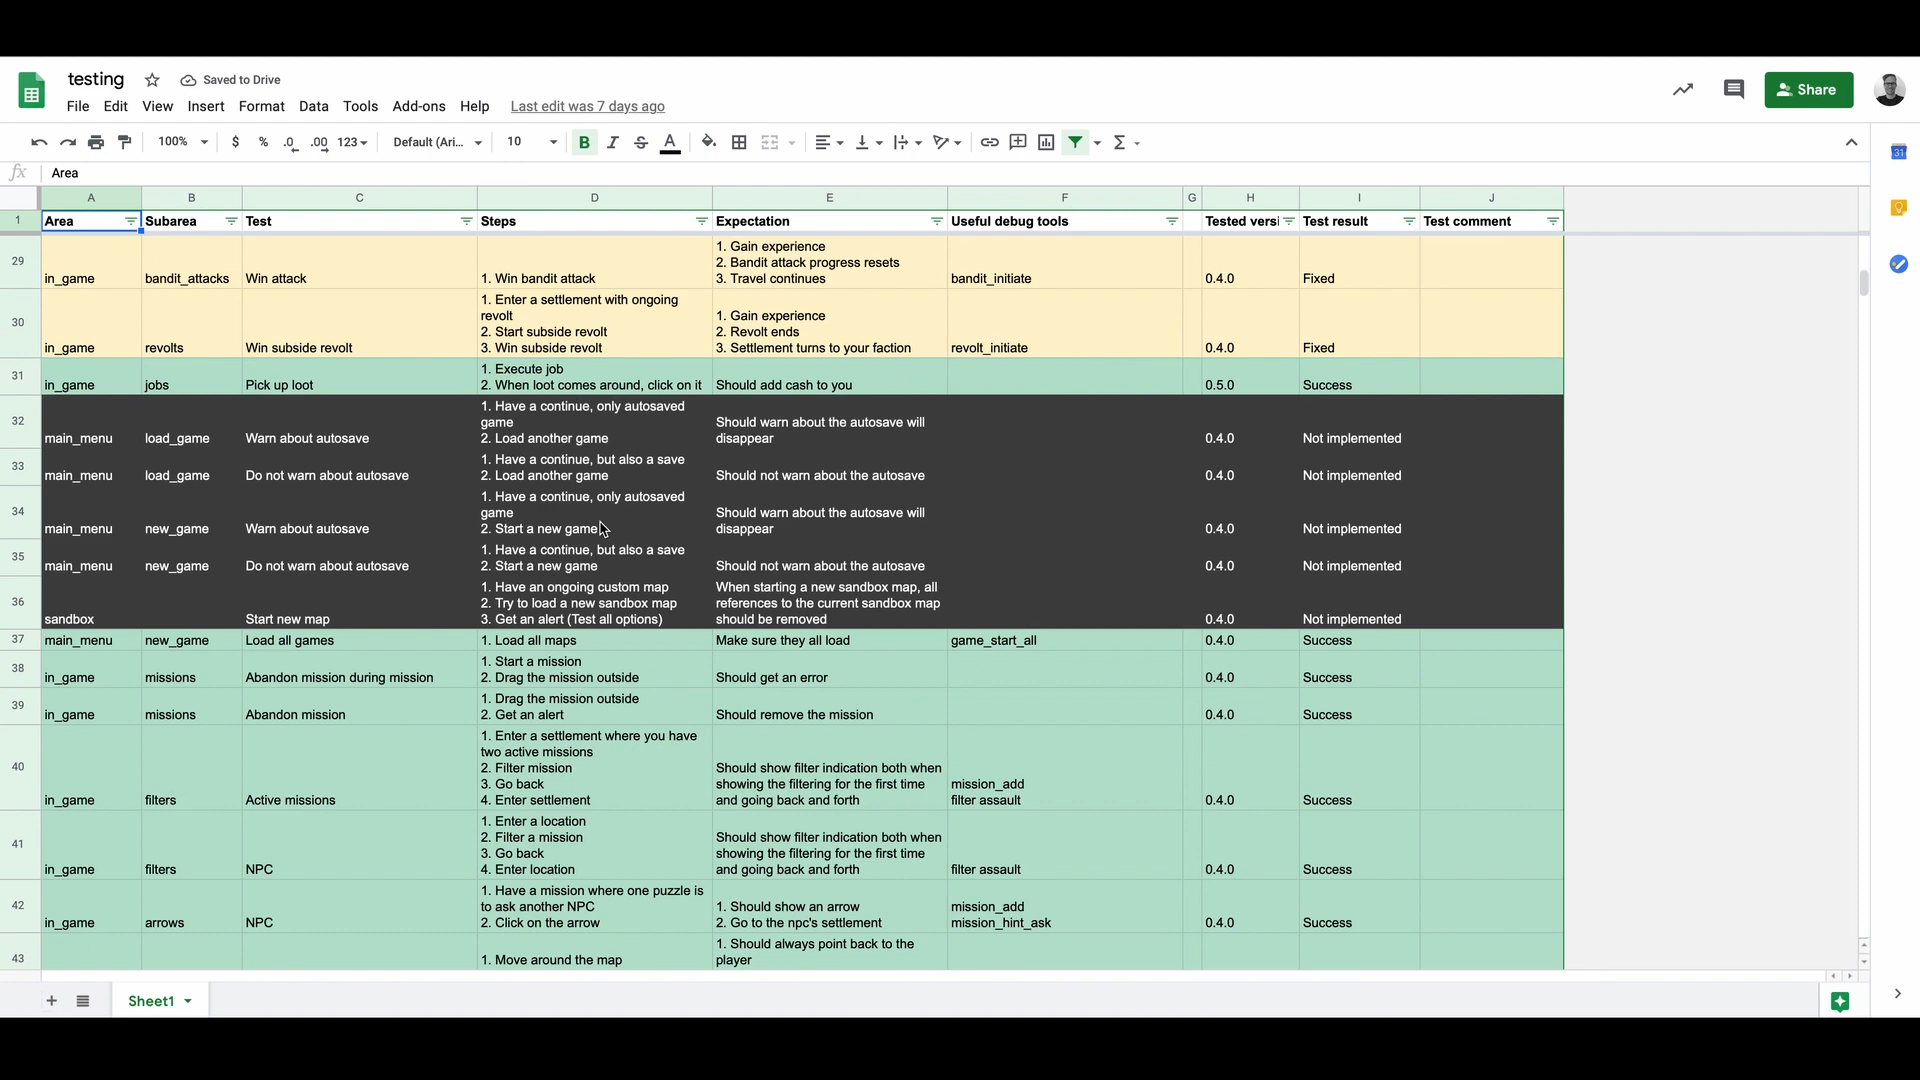 testing
Saved to Drive
File Edit View Insert Format Data Tools Add-ons Help Last edit was 7 days ago
Share
100% $ % .0 .00 123 Default (Ari... 10 B I S A Σ
31
fx Area
A B C D E F G H I J
1 Area Subarea Test Steps Expectation Useful debug tools Tested versi Test result Test comment
29 in_game bandit_attacks Win attack 1. Win bandit attack 1. Gain experience
2. Bandit attack progress resets
3. Travel continues bandit_initiate 0.4.0 Fixed
30 in_game revolts Win subside revolt 1. Enter a settlement with ongoing
revolt
2. Start subside revolt
3. Win subside revolt 1. Gain experience
2. Revolt ends
3. Settlement turns to your faction revolt_initiate 0.4.0 Fixed
31 in_game jobs Pick up loot 1. Execute job
2. When loot comes around, click on it Should add cash to you 0.5.0 Success
32 main_menu load_game Warn about autosave 1. Have a continue, only autosaved
game
2. Load another game Should warn about the autosave will
disappear 0.4.0 Not implemented
33 main_menu load_game Do not warn about autosave 1. Have a continue, but also a save
2. Load another game Should not warn about the autosave 0.4.0 Not implemented
34 main_menu new_game Warn about autosave 1. Have a continue, only autosaved
game
2. Start a new game Should warn about the autosave will
disappear 0.4.0 Not implemented
35 main_menu new_game Do not warn about autosave 1. Have a continue, but also a save
2. Start a new game Should not warn about the autosave 0.4.0 Not implemented
36 sandbox Start new map 1. Have an ongoing custom map
2. Try to load a new sandbox map
3. Get an alert (Test all options) When starting a new sandbox map, all
references to the current sandbox map
should be removed 0.4.0 Not implemented
37 main_menu new_game Load all games 1. Load all maps Make sure they all load game_start_all 0.4.0 Success
38 in_game missions Abandon mission during mission 1. Start a mission
2. Drag the mission outside Should get an error 0.4.0 Success
39 in_game missions Abandon mission 1. Drag the mission outside
2. Get an alert Should remove the mission 0.4.0 Success
40 in_game filters Active missions 1. Enter a settlement where you have
two active missions
2. Filter mission
3. Go back
4. Enter settlement Should show filter indication both when
showing the filtering for the first time
and going back and forth mission_add
filter assault 0.4.0 Success
41 in_game filters NPC 1. Enter a location
2. Filter a mission
3. Go back
4. Enter location Should show filter indication both when
showing the filtering for the first time
and going back and forth filter assault 0.4.0 Success
42 in_game arrows NPC 1. Have a mission where one puzzle is
to ask another NPC
2. Click on the arrow 1. Should show an arrow
2. Go to the npc's settlement mission_add
mission_hint_ask 0.4.0 Success
43 1. Move around the map 1. Should always point back to the
player
Sheet1